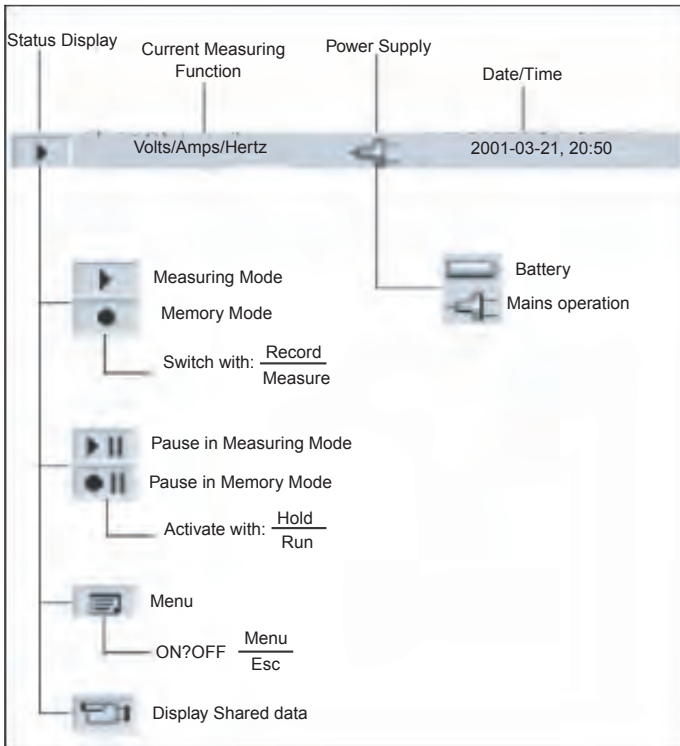 Status Display
Current Measuring
Function
Power Supply
Date/Time
Volts/Amps/Hertz
2001-03-21, 20:50
Measuring Mode
Memory Mode
Switch with: Record
Measure
Battery
Mains operation
Pause in Measuring Mode
Pause in Memory Mode
Activate with: Hold
Run
Menu
ON?OFF Menu
Esc
Display Shared data